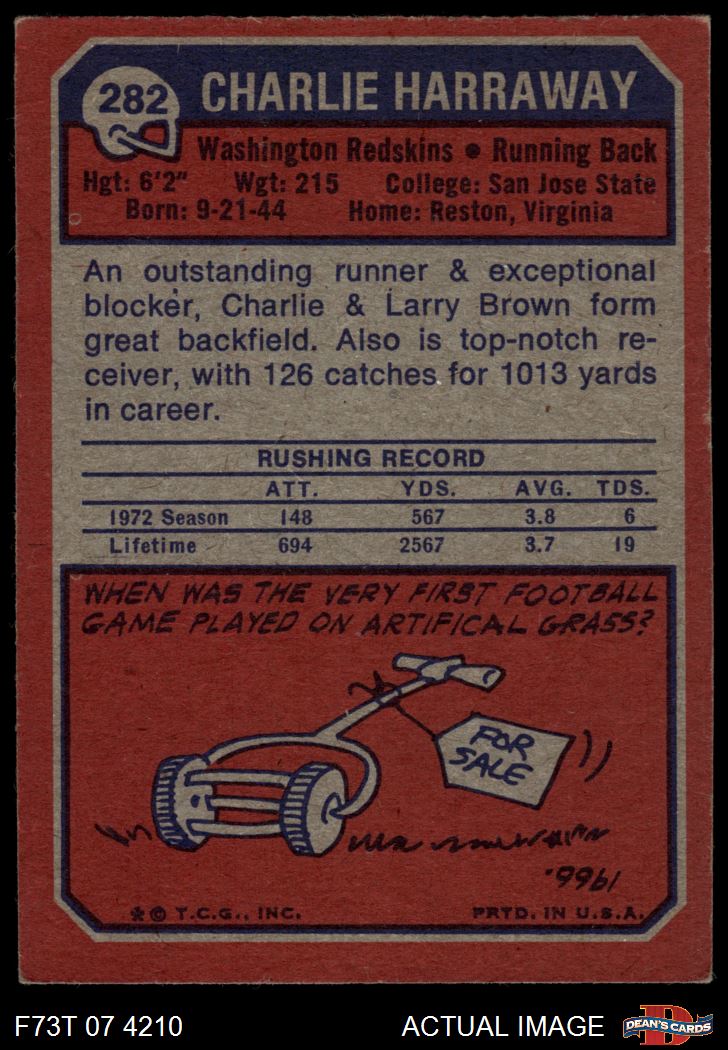 282
CHARLIE HARRAWAY
Washington Redskins • Running Back
Hgt: 6'2" Wgt: 215 College: San Jose State
Born: 9-21-44 Home: Reston, Virginia
An outstanding runner & exceptional
blocker, Charlie & Larry Brown form
great backfield. Also is top-notch re-
ceiver, with 126 catches for 1013 yards
in career.
RUSHING RECORD
ATT. YDS. AVG. TDS.
1972 Season 148 567 3.8 6
Lifetime 694 2567 3.7 19
WHEN WAS THE VERY FIRST FOOTBALL
GAME PLAYED ON ARTIFICAL GRASS?
FOR
SALE
1966.
* © T.C.G., INC. PRTD. IN U.S.A.
F73T 07 4210 ACTUAL IMAGE
D
DEAN'S CARDS